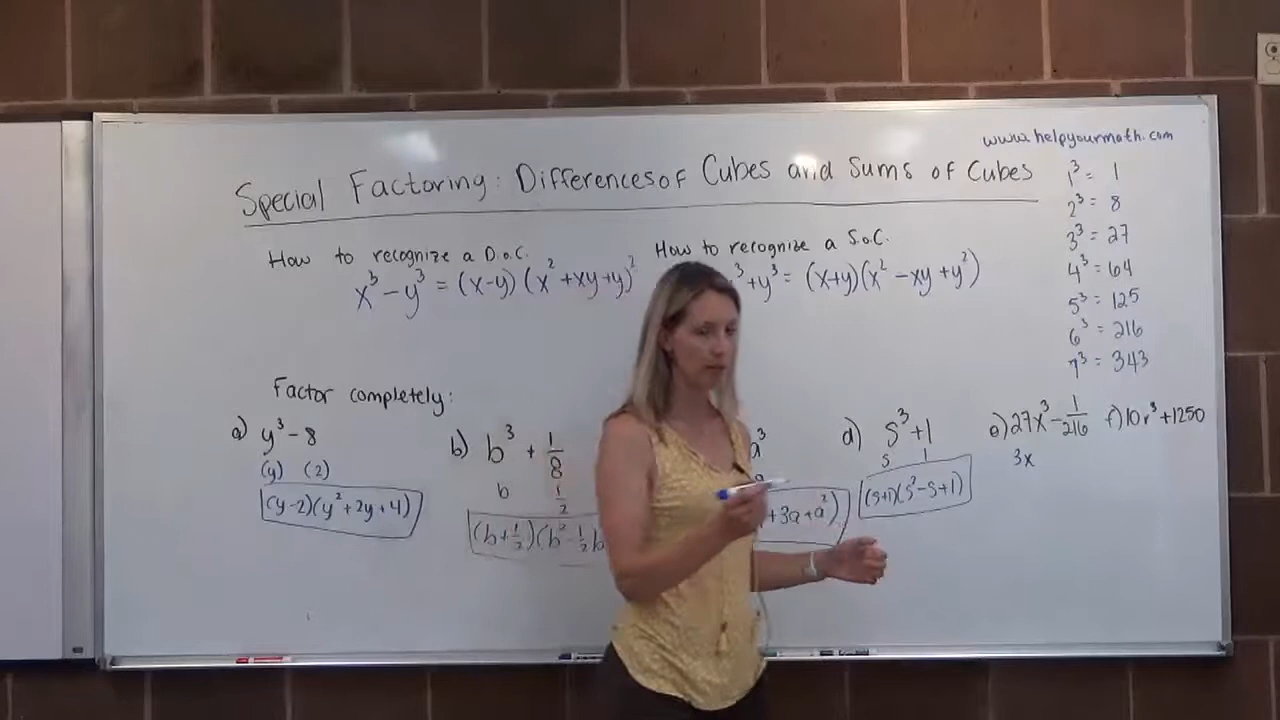 www.helpyourmath.com
Special Factoring: Differences of Cubes and Sums of Cubes
How to recognize a D.o.C.
x³ - y³ = (x-y)(x²+xy+y)²
How to recognize a S.o.C.
³+y³ = (x+y)(x²-xy+y²)
1³ = 1
2³ = 8
3³ = 27
4³ = 64
5³ = 125
6³ = 216
7³ = 343
Factor completely:
a) y³-8
(y) (2)
(y-2)(y²+2y+4)
b) b³ + 1/8
b 1/2
(b+1/2)(b²-1/2b
a³
+3a+a²)
d) s³+1
s 1
(s+1)(s²-s+1)
e) 27x³ - 1/216
3x
f) 10r³+1250